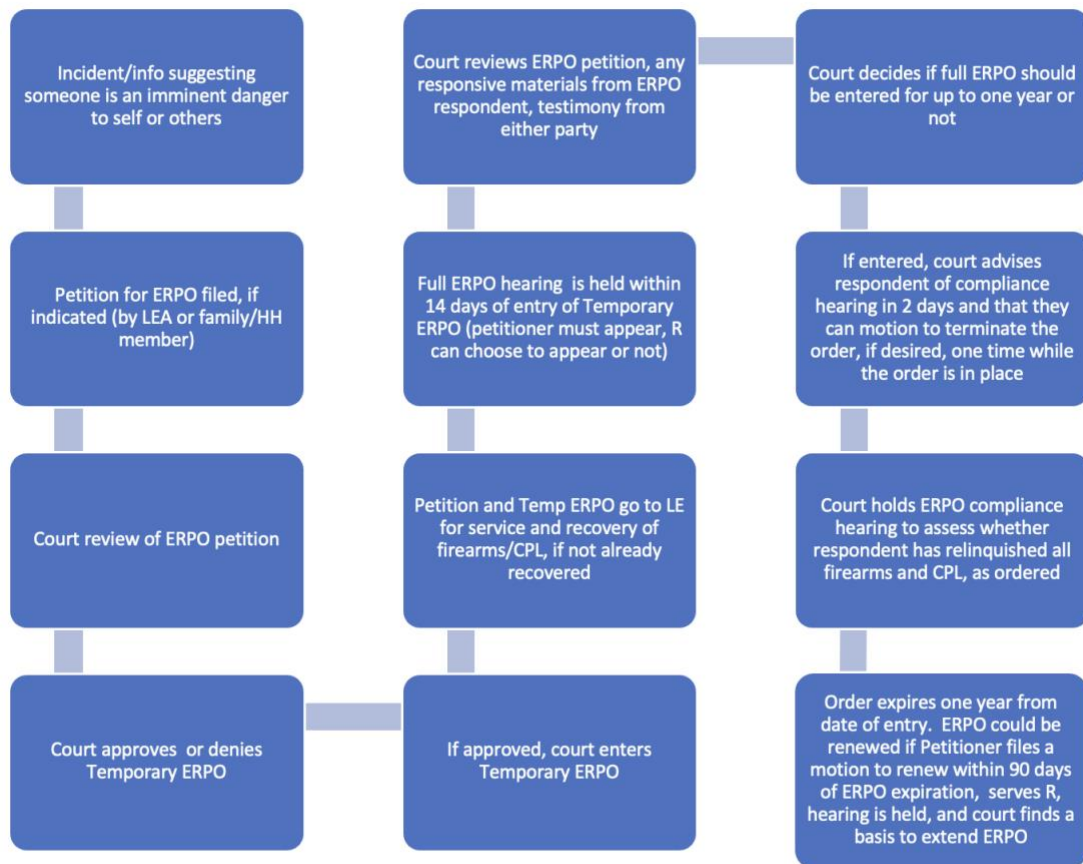 Incident/info suggesting
someone is an imminent danger
to self or others
Petition for ERPO filed, if
indicated (by LEA or family/HH
member)
Court review of ERPO petition
Court approves  or denies
Temporary ERPO
If approved, court enters
Temporary ERPO
Petition and Temp ERPO go to LE
for service and recovery of
firearms/CPL, if not already
recovered
Full ERPO hearing  is held within
14 days of entry of Temporary
ERPO (petitioner must appear, R
can choose to appear or not)
Court reviews ERPO petition, any
responsive materials from ERPO
respondent, testimony from
either party
Court decides if full ERPO should
be entered for up to one year or
not
If entered, court advises
respondent of compliance
hearing in 2 days and that they
can motion to terminate the
order, if desired, one time while
the order is in place
Court holds ERPO compliance
hearing to assess whether
respondent has relinquished all
firearms and CPL, as ordered
Order expires one year from
date of entry.  ERPO could be
renewed if Petitioner files a
motion to renew within 90 days
of ERPO expiration,  serves R,
hearing is held, and court finds a
basis to extend ERPO